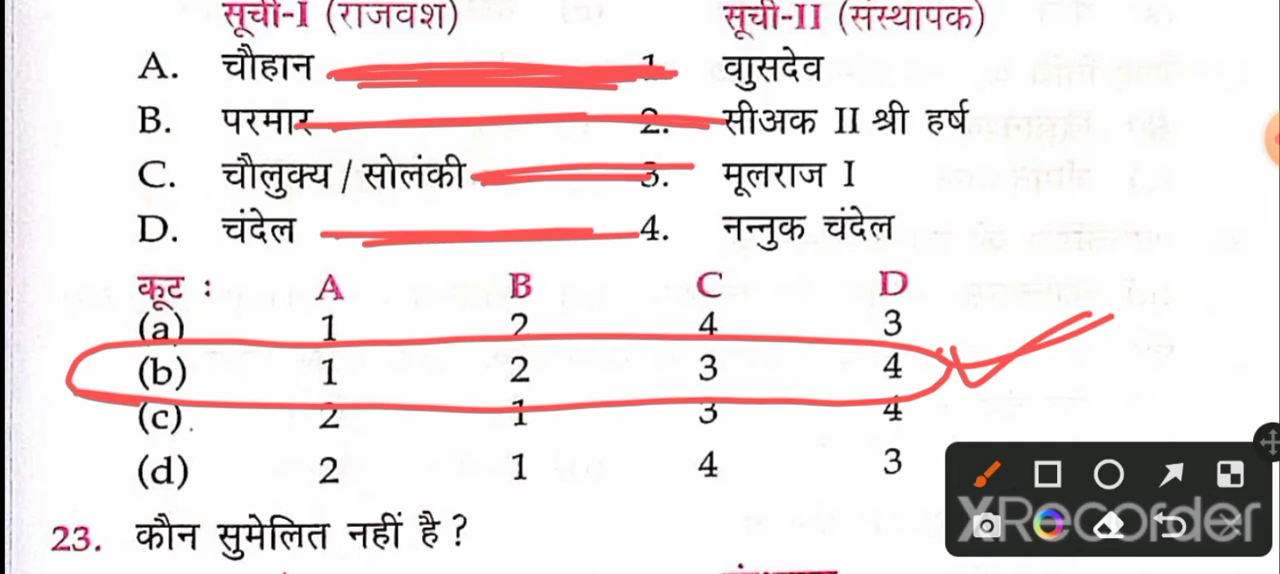 सूची-I (राजवंश) सूची-II (संस्थापक)
A. चौहान 1. वाुसदेव
B. परमार 2. सीअक II श्री हर्ष
C. चौलुक्य / सोलंकी 3. मूलराज I
D. चंदेल 4. नन्नुक चंदेल
कूट : A B C D
(a) 1 2 4 3
(b) 1 2 3 4
(c) 2 1 3 4
(d) 2 1 4 3
23. कौन सुमेलित नहीं है ?
XRecorder